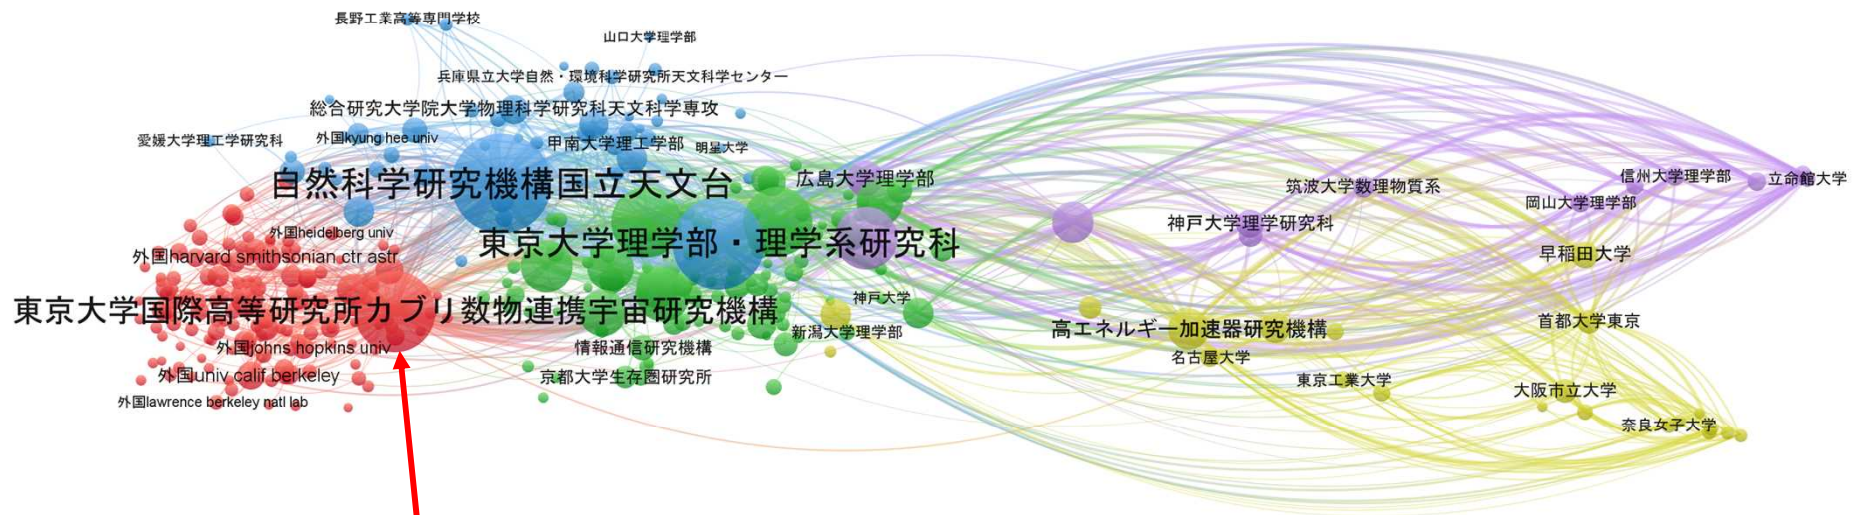 長野工業高等専門学校
山口大学理学部
兵庫県立大学自然・環境科学研究所天文科学センター
総合研究大学院大学物理科学研究科天文科学専攻
愛媛大学理工学研究科
外国kyung hee univ
甲南大学理工学部
明星大学
自然科学研究機構国立天文台
広島大学理学部
筑波大学数理物質系
信州大学理学部
立命館大学
岡山大学理学部
神戸大学理学研究科
外国heidelberg univ
東京大学理学部・理学系研究科
外国harvard smithsonian ctr astr
早稲田大学
東京大学国際高等研究所カブリ数物連携宇宙研究機構
神戸大学
新潟大学理学部
高エネルギー加速器研究機構
首都大学東京
外国johns hopkins univ
情報通信研究機構
名古屋大学
外国univ calif berkeley
京都大学生存圏研究所
東京工業大学
大阪市立大学
外国lawrence berkeley natl lab
奈良女子大学